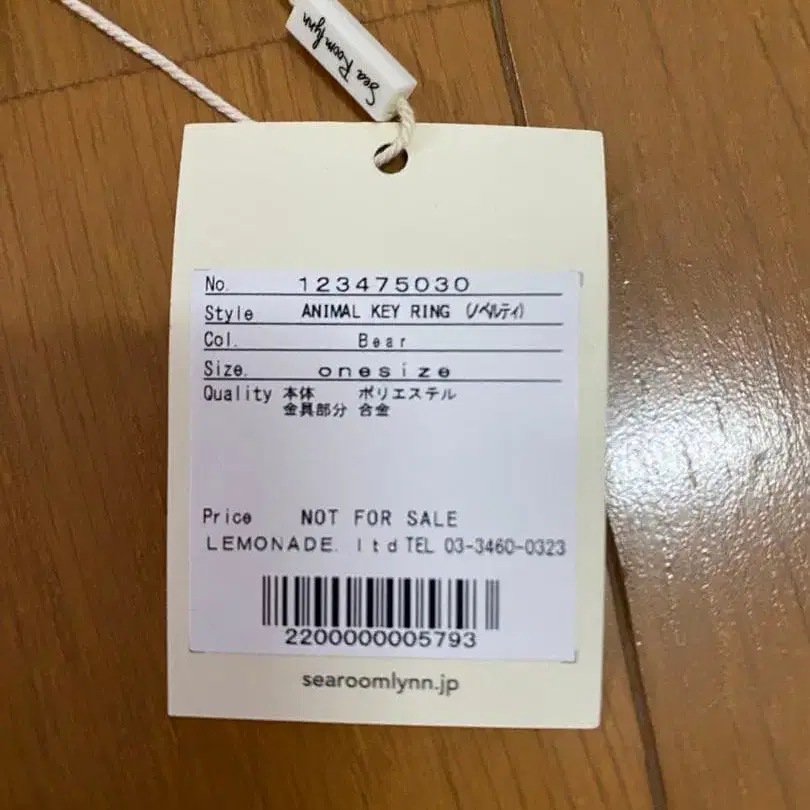 Sea Room lynn
No. 123475030
Style ANIMAL KEY RING (ノベルティ)
Col. Bear
Size. onesize
Quality 本体 ポリエステル
金具部分 合金
Price NOT FOR SALE
LEMONADE. ltd TEL 03-3460-0323
2200000005793
searoomlynn.jp